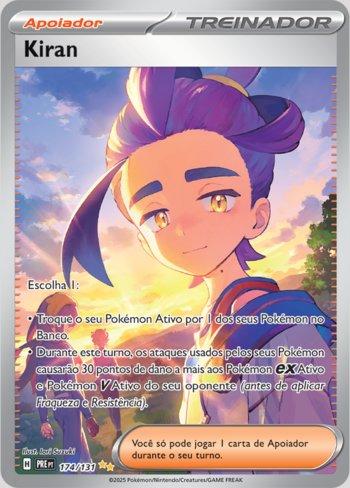 Apoiador
TREINADOR
Kiran
Escolha 1:
• Troque o seu Pokémon Ativo por 1 dos seus Pokémon no
Banco.
• Durante este turno, os ataques usados pelos seus Pokémon
causarão 30 pontos de dano a mais aos Pokémon ex Ativo
e Pokémon V Ativo do seu oponente (antes de aplicar
Fraqueza e Resistência).
Ilust. Iori Suzuki
H PRE PT 174/131
Você só pode jogar 1 carta de Apoiador
durante o seu turno.
©2025 Pokémon/Nintendo/Creatures/GAME FREAK